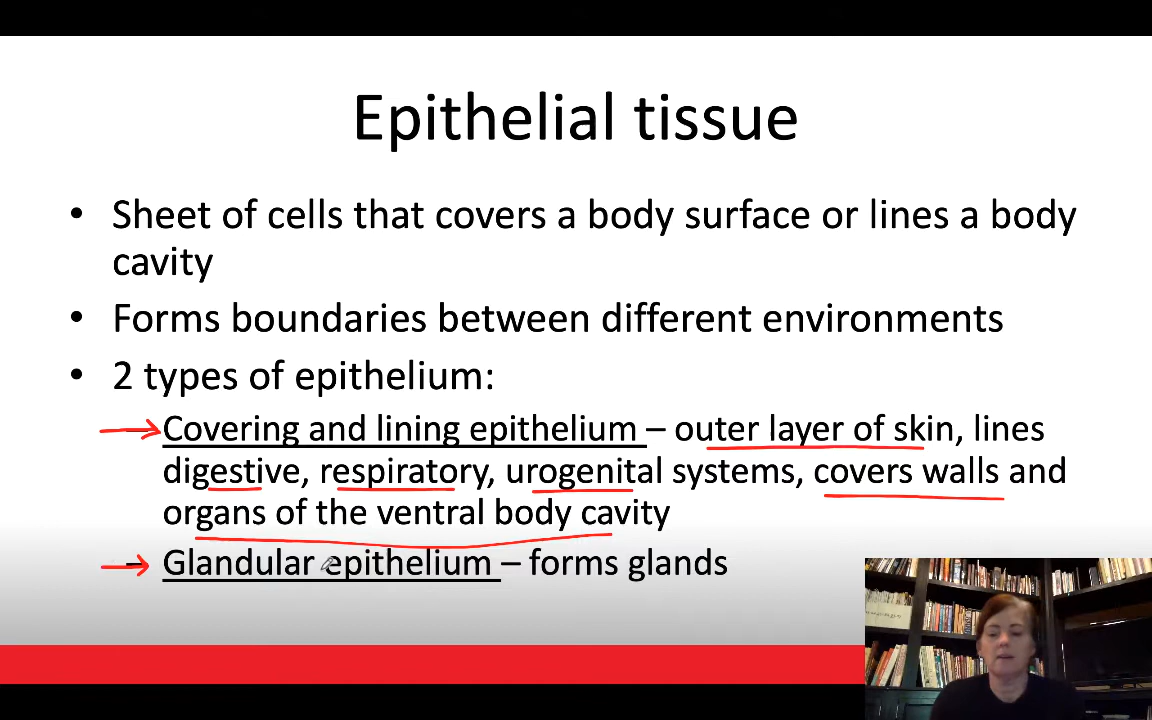 Epithelial tissue
• Sheet of cells that covers a body surface or lines a body
cavity
• Forms boundaries between different environments
• 2 types of epithelium:
– Covering and lining epithelium – outer layer of skin, lines
digestive, respiratory, urogenital systems, covers walls and
organs of the ventral body cavity
– Glandular epithelium – forms glands